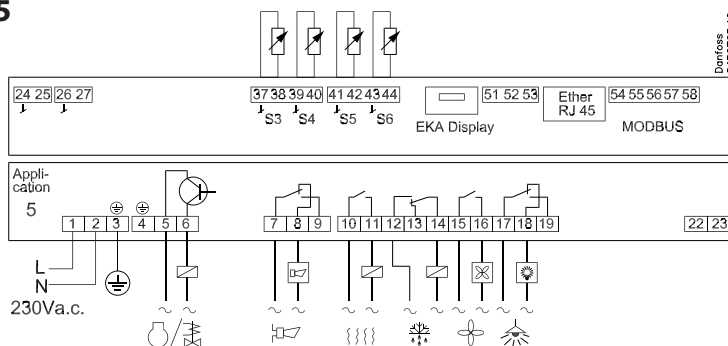 5
Danfoss
24 25 26 27 37 38 39 40 41 42 43 44 51 52 53 Ether RJ 45 54 55 56 57 58
S3 S4 S5 S6 EKA Display MODBUS
Appli-
cation
5
1 2 3 4 5 6 7 8 9 10 11 12 13 14 15 16 17 18 19 22 23
L
N
230Va.c.